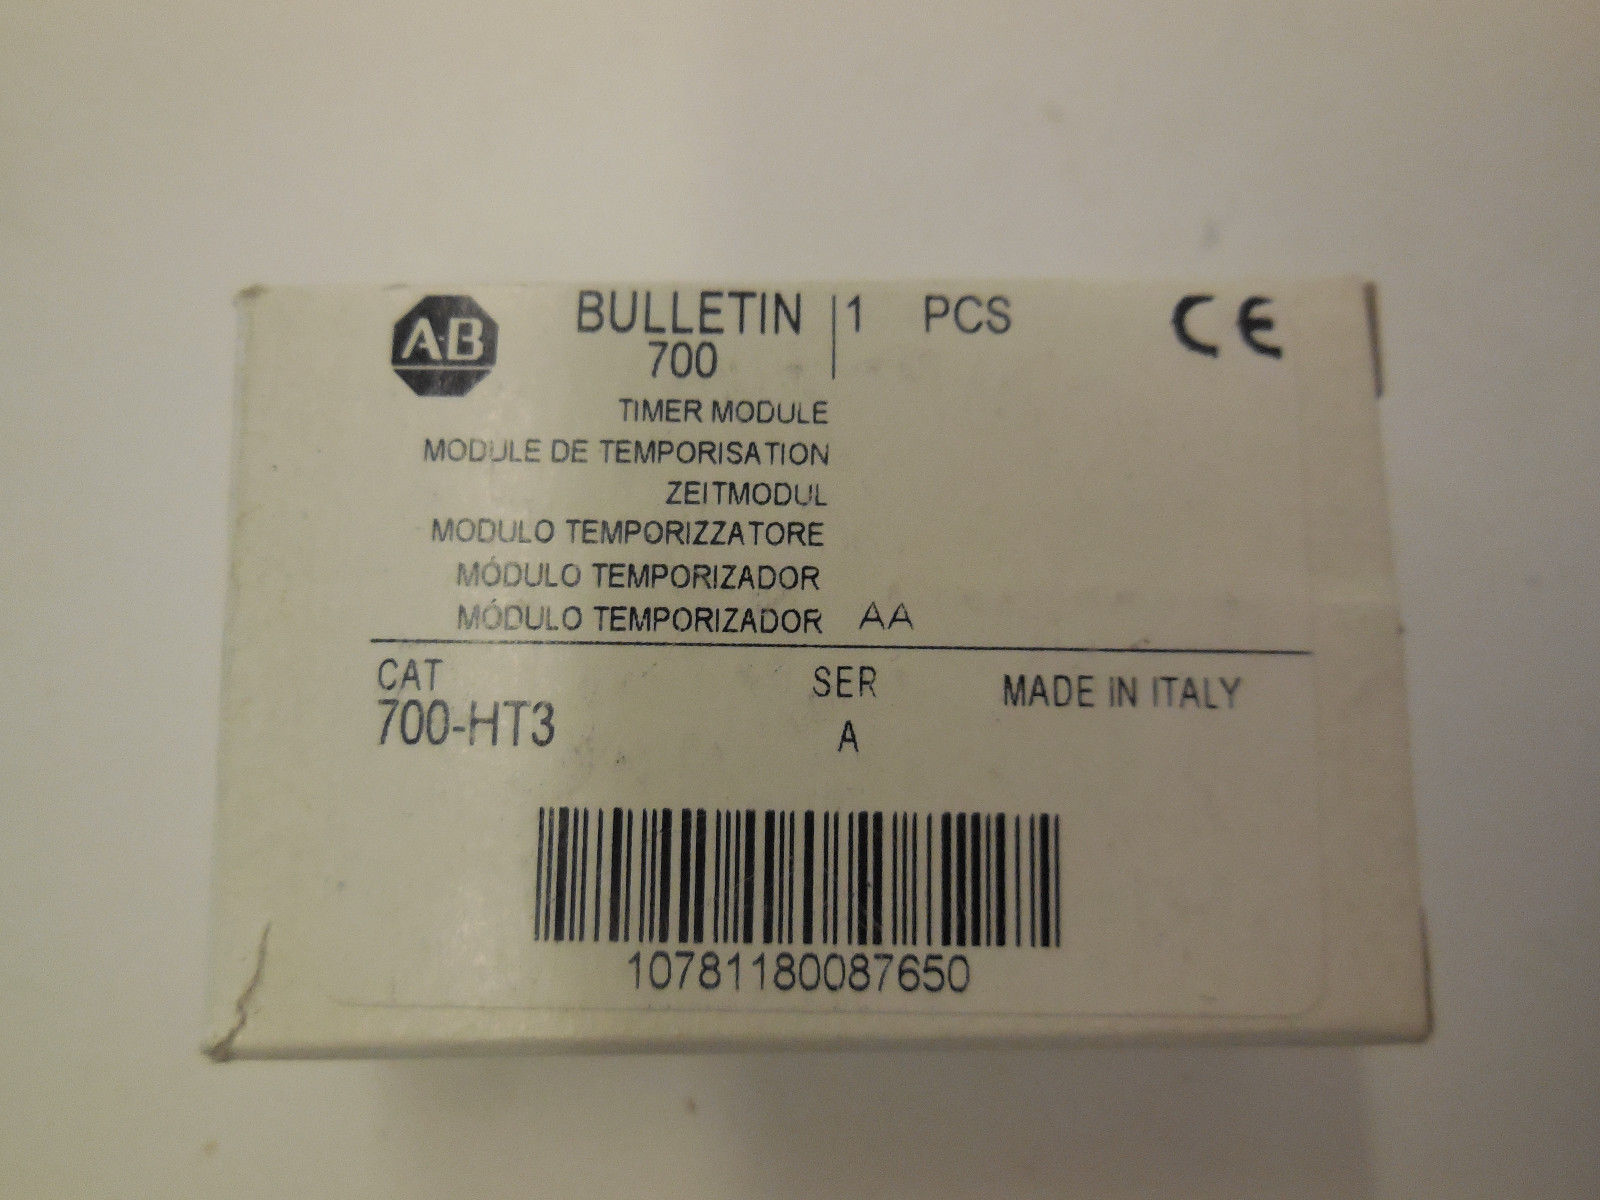 A-B BULLETIN 1 PCS CE
700
TIMER MODULE
MODULE DE TEMPORISATION
ZEITMODUL
MODULO TEMPORIZZATORE
MÓDULO TEMPORIZADOR
MÓDULO TEMPORIZADOR AA
CAT SER MADE IN ITALY
700-HT3 A
10781180087650